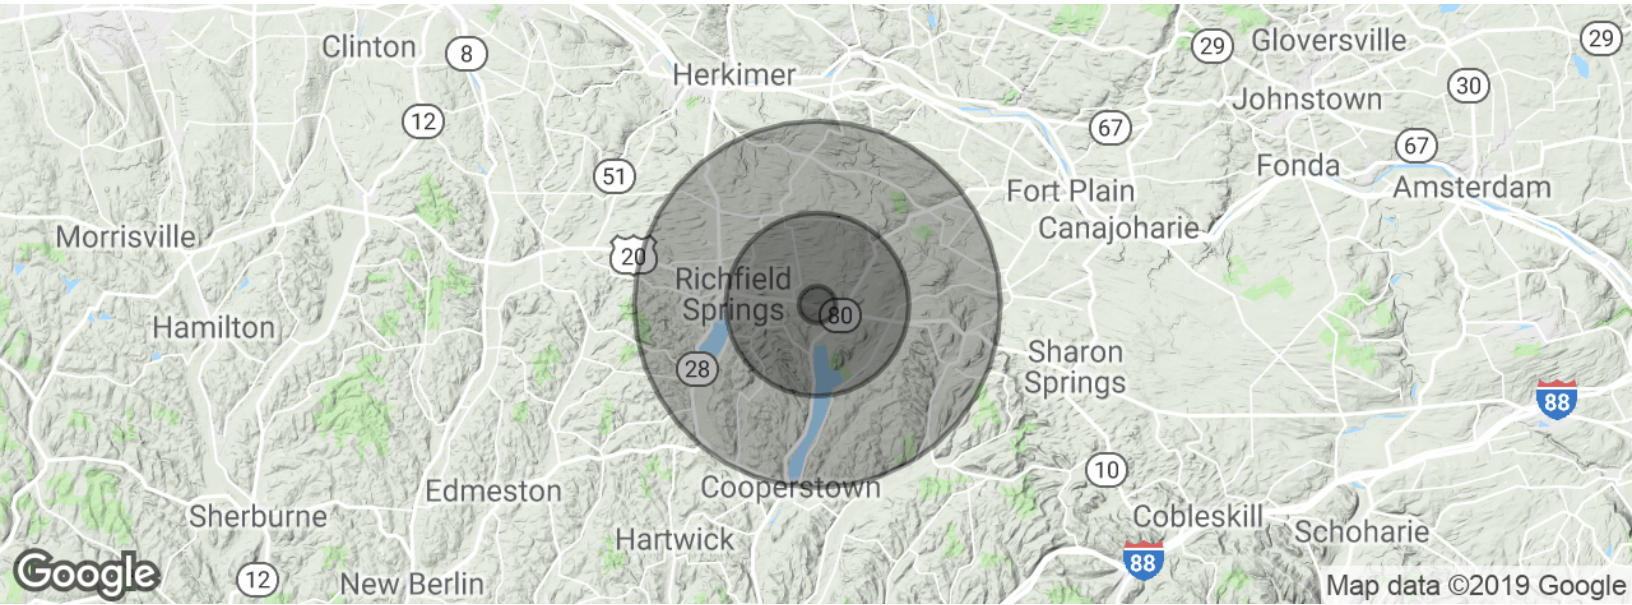 Clinton
8
29
Gloversville
29
Herkimer
30
Johnstown
12
67
67
51
Fonda
Fort Plain
Amsterdam
Morrisville
Canajoharie
20
Richfield
Springs
80
Hamilton
28
Sharon
Springs
88
10
Edmeston
Cooperstown
Sherburne
Cobleskill
Schoharie
Hartwick
88
Google
12
New Berlin
Map data ©2019 Google